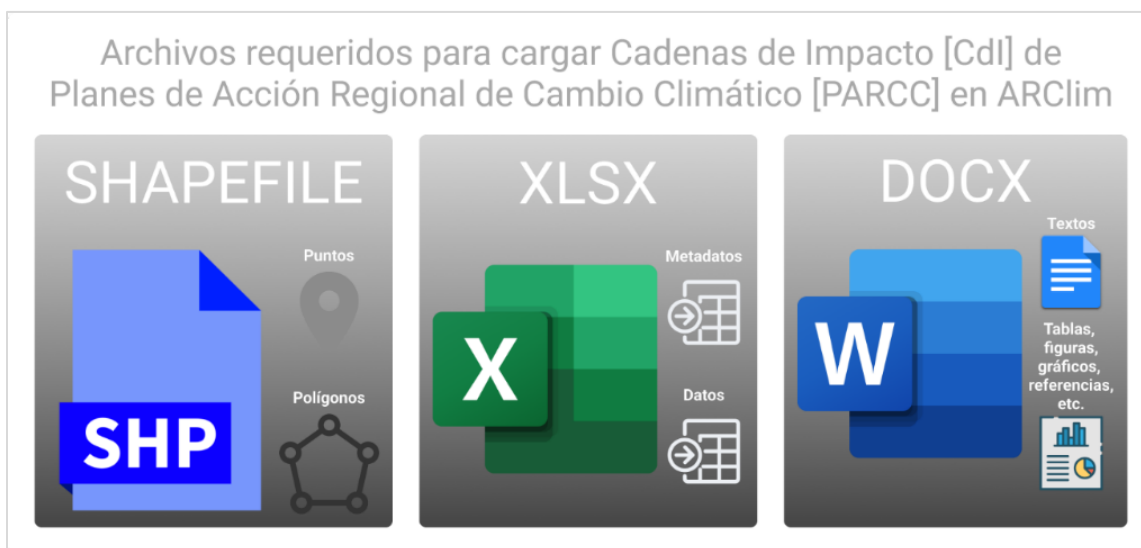 Archivos requeridos para cargar Cadenas de Impacto [CdI] de
Planes de Acción Regional de Cambio Climático [PARCC] en ARClim
SHAPEFILE
Puntos
Polígonos
SHP
XLSX
Metadatos
Datos
X
DOCX
Textos
Tablas,
figuras,
gráficos,
referencias,
etc.
W